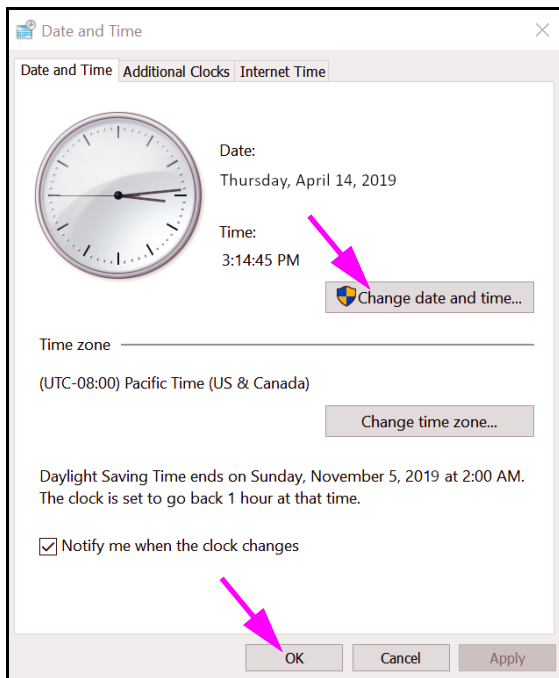 Date and Time
Date and Time Additional Clocks Internet Time
Date:
Thursday, April 14, 2019
Time:
3:14:45 PM
Change date and time...
Time zone
(UTC-08:00) Pacific Time (US & Canada)
Change time zone...
Daylight Saving Time ends on Sunday, November 5, 2019 at 2:00 AM.
The clock is set to go back 1 hour at that time.
Notify me when the clock changes
OK Cancel Apply